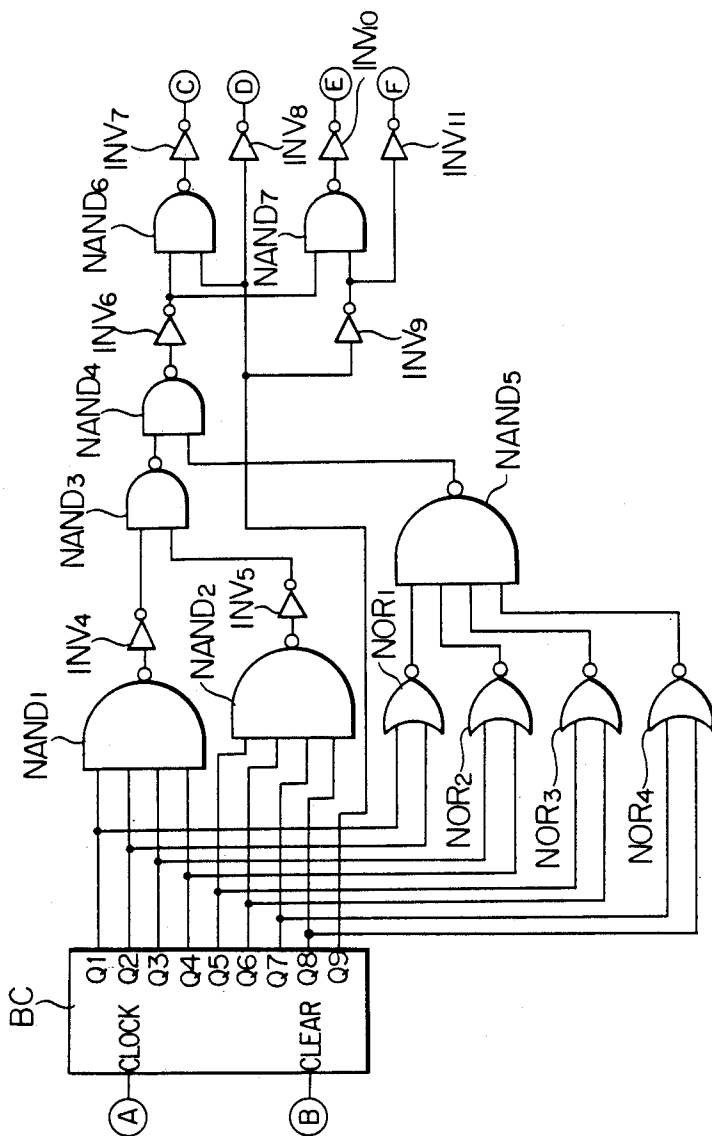 BC
A
CLOCK
B
CLEAR
Q1
Q2
Q3
Q4
Q5
Q6
Q7
Q8
Q9
NAND1
INV4
NAND2
INV5
NAND3
NAND4
INV6
NAND6
INV7
C
INV8
D
NAND7
INV10
E
INV9
INV11
F
NOR1
NOR2
NOR3
NOR4
NAND5